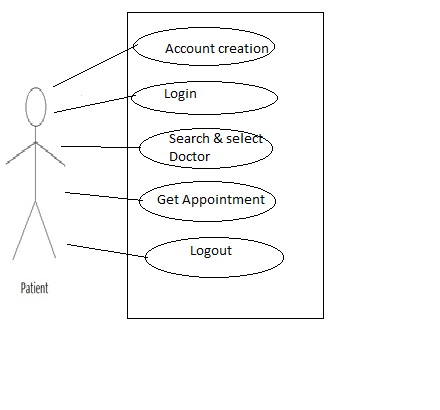 Account creation
Login
Search & select
Doctor
Get Appointment
Logout
Patient